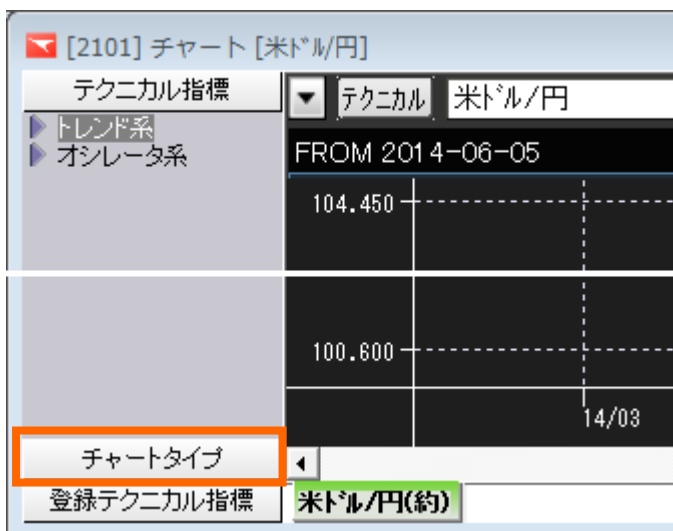 [2101] チャート [米ﾄﾞﾙ/円]
テクニカル指標
テクニカル 米ﾄﾞﾙ/円
トレンド系
オシレータ系
FROM 2014-06-05
104.450
100.600
14/03
チャートタイプ
登録テクニカル指標
米ﾄﾞﾙ/円(約)